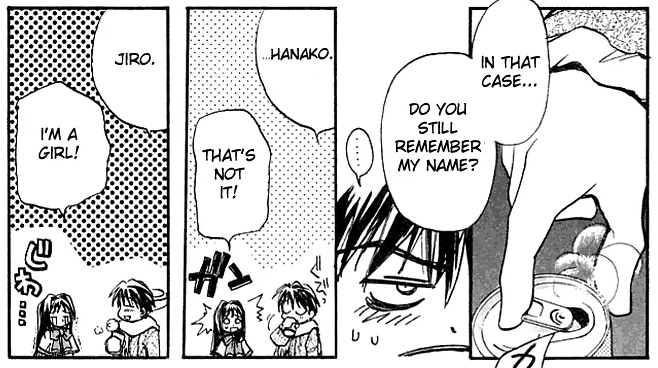 IN THAT
CASE...
DO YOU
STILL
REMEMBER
MY NAME?
...HANAKO.
THAT'S
NOT
IT!
JIRO.
I'M A
GIRL!